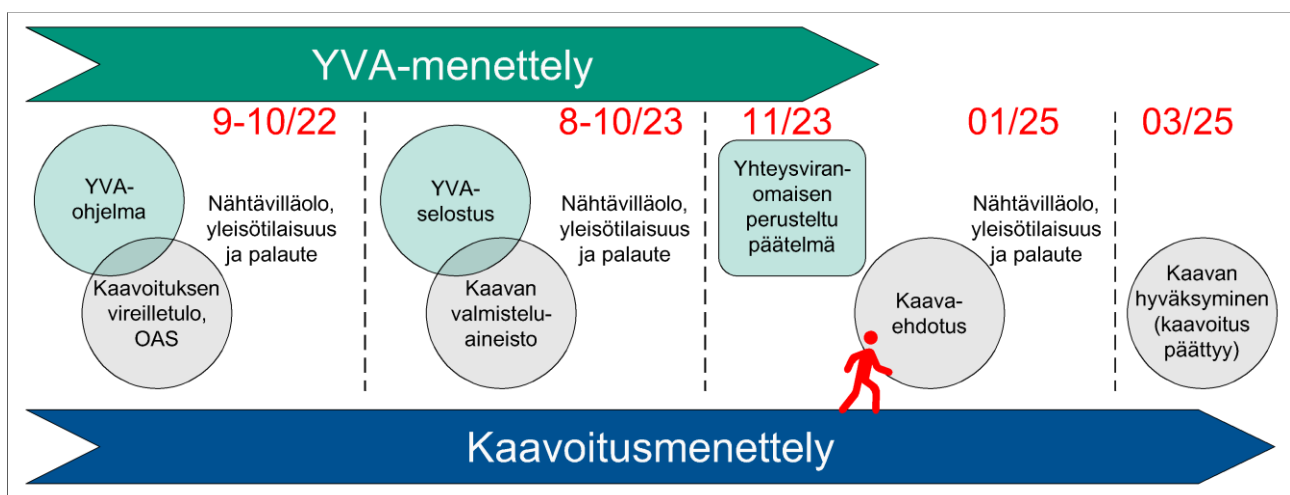 YVA-menettely
9-10/22
8-10/23
11/23
01/25
03/25
YVA-
ohjelma
Nähtävilläolo,
yleisötilaisuus
ja palaute
Kaavoituksen
vireilletulo,
OAS
YVA-
selostus
Nähtävilläolo,
yleisötilaisuus
ja palaute
Kaavan
valmistelu-
aineisto
Yhteysviran-
omaisen
perusteltu
päätelmä
Kaava-
ehdotus
Nähtävilläolo,
yleisötilaisuus
ja palaute
Kaavan
hyväksyminen
(kaavoitus
päättyy)
Kaavoitusmenettely